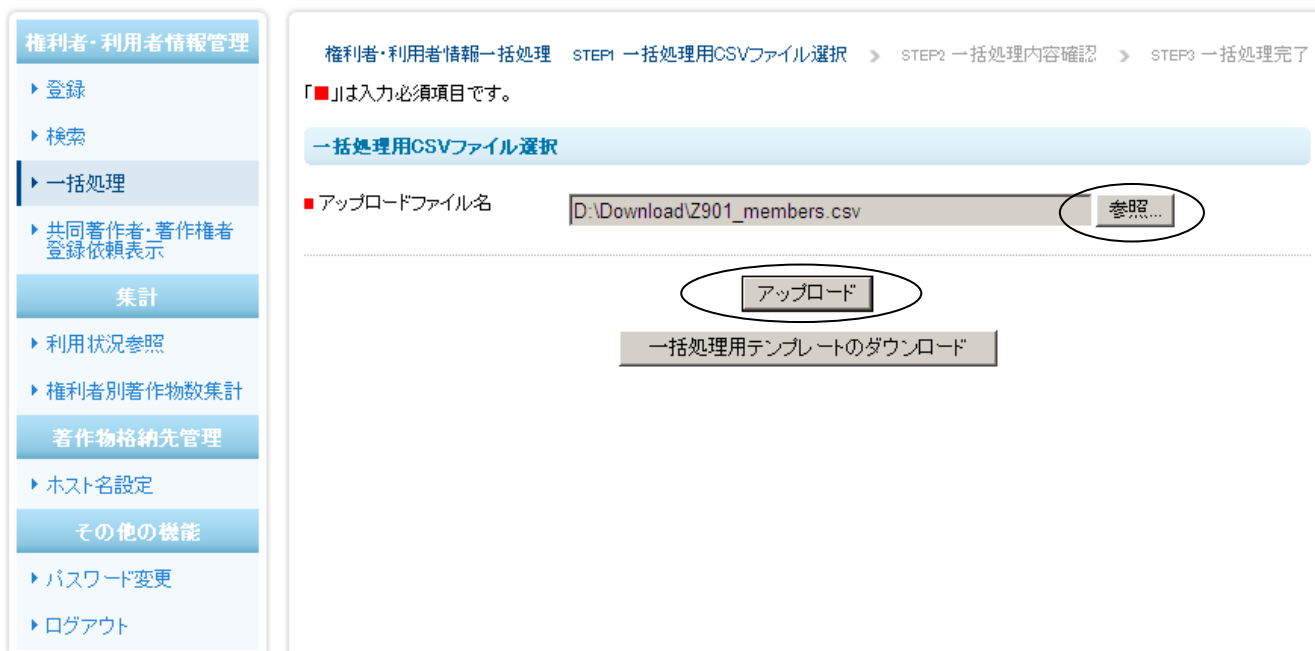 権利者・利用者情報管理
登録
検索
一括処理
共同著作者・著作権者
登録依頼表示
集計
利用状況参照
権利者別著作物数集計
著作物格納先管理
ホスト名設定
その他の機能
パスワード変更
ログアウト
権利者・利用者情報一括処理 STEP1 一括処理用CSVファイル選択 > STEP2 一括処理内容確認 > STEP3 一括処理完了
「■」は入力必須項目です。
一括処理用CSVファイル選択
■アップロードファイル名 D:\Download\Z901_members.csv 参照...
アップロード
一括処理用テンプレートのダウンロード